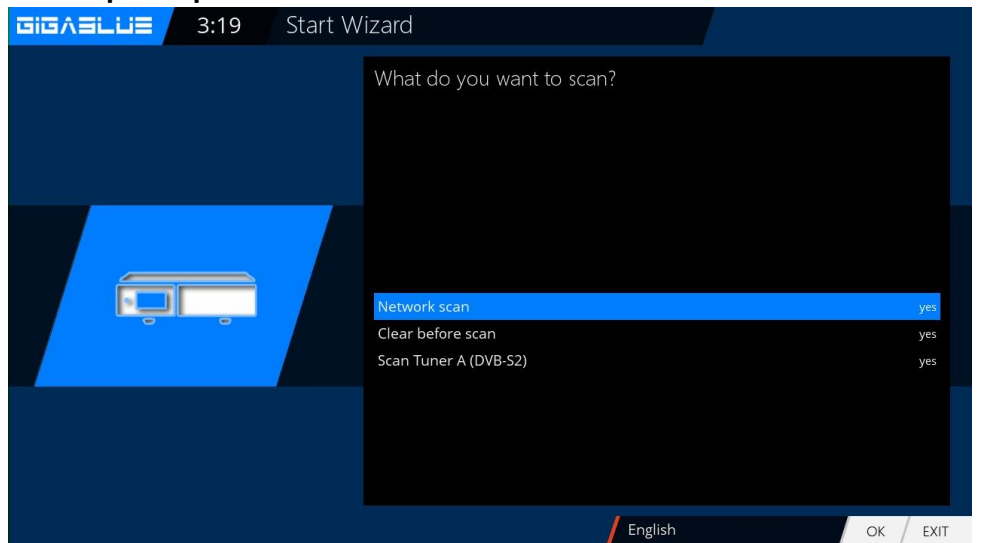 GIGABLUE 3:19 Start Wizard
What do you want to scan?
Network scan yes
Clear before scan yes
Scan Tuner A (DVB-S2) yes
English OK EXIT